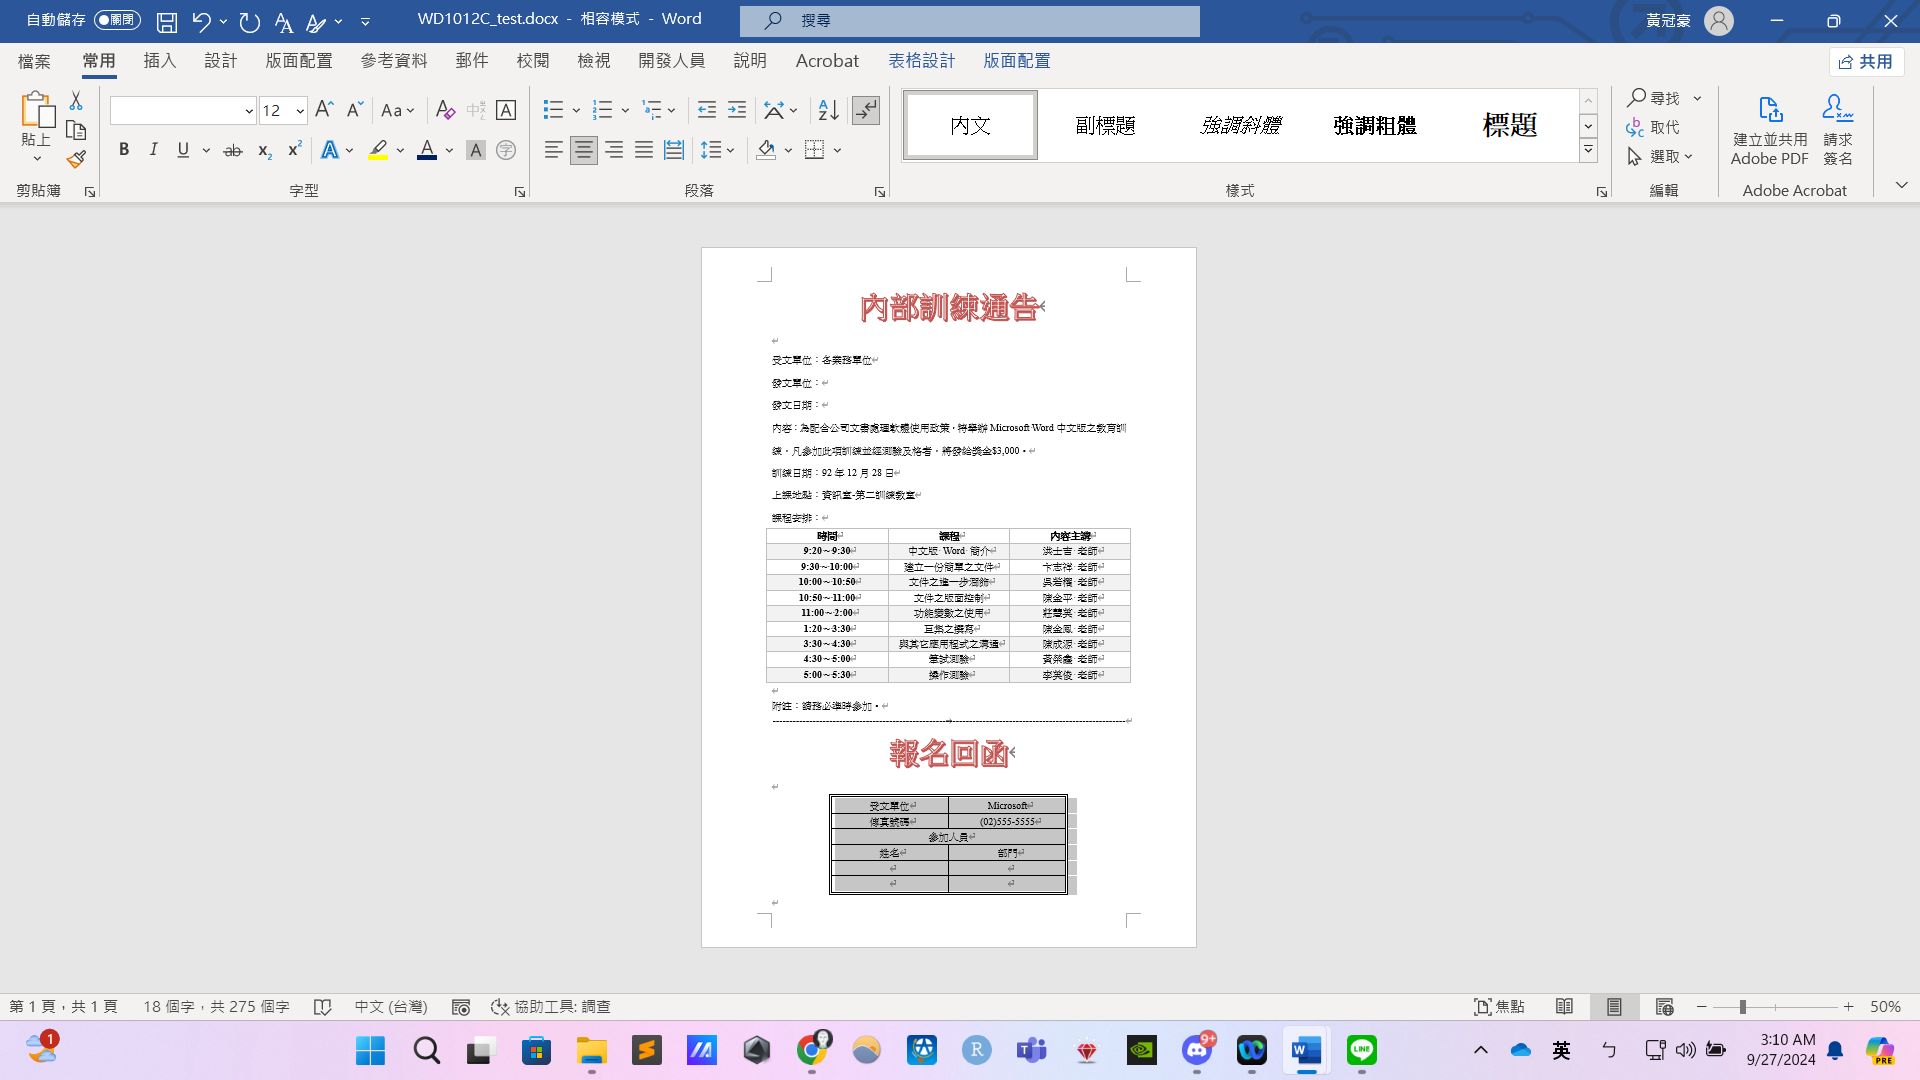 自動儲存 關閉 WD1012C_test.docx - 相容模式 - Word 搜尋 黃冠豪
檔案 常用 插入 設計 版面配置 參考資料 郵件 校閱 檢視 開發人員 說明 Acrobat 表格設計 版面配置 共用
貼上 12 Aa 內文 副標題 強調斜體 強調粗體 標題 尋找 取代 選取 建立並共用 Adobe PDF 請求 簽名
剪貼簿 字型 段落 樣式 編輯 Adobe Acrobat
內部訓練通告
受文單位：各業務單位
發文單位：
發文日期：
內容：為配合公司文書處理軟體使用政策，特舉辦 Microsoft Word 中文版之教育訓
練，凡參加此項訓練並經測驗及格者，將發給獎金$3,000。
訓練日期：92 年 12 月 28 日
上課地點：資訊室-第二訓練教室
課程安排：
時間 課程 內容主講
9:20～9:30 中文版 Word 簡介 洪士吉 老師
9:30～10:00 建立一份簡單之文件 卞志祥 老師
10:00～10:50 文件之進一步潤飾 吳若權 老師
10:50～11:00 文件之版面控制 陳金平 老師
11:00～2:00 功能變數之使用 莊慧英 老師
1:20～3:30 巨集之撰寫 陳金鳳 老師
3:30～4:30 與其它應用程式之溝通 陳成源 老師
4:30～5:00 筆試測驗 黃榮鑫 老師
5:00～5:30 操作測驗 李英俊 老師
附註：請務必準時參加。
報名回函
受文單位 Microsoft
傳真號碼 (02)555-5555
參加人員
姓名 部門
第 1 頁，共 1 頁 18 個字，共 275 個字 中文 (台灣) 協助工具: 調查 焦點 50%
1 9+ 英 ㄅ 3:10 AM
9/27/2024 PRE